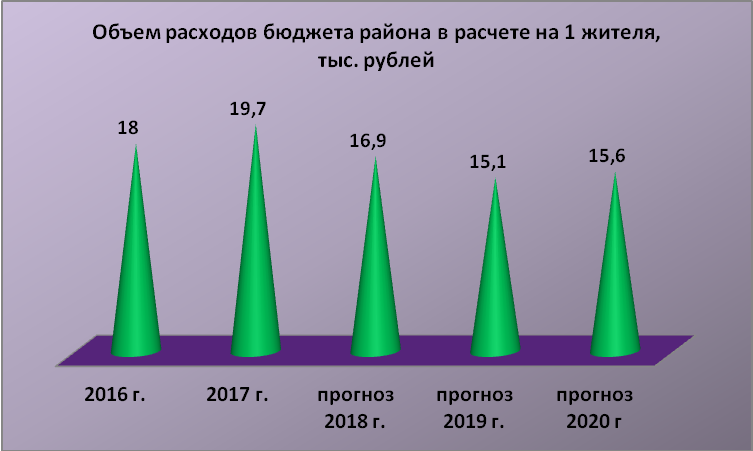 Объем расходов бюджета района в расчете на 1 жителя,
тыс. рублей
18
19,7
16,9
15,1
15,6
2016 г.
2017 г.
прогноз
2018 г.
прогноз
2019 г.
прогноз
2020 г